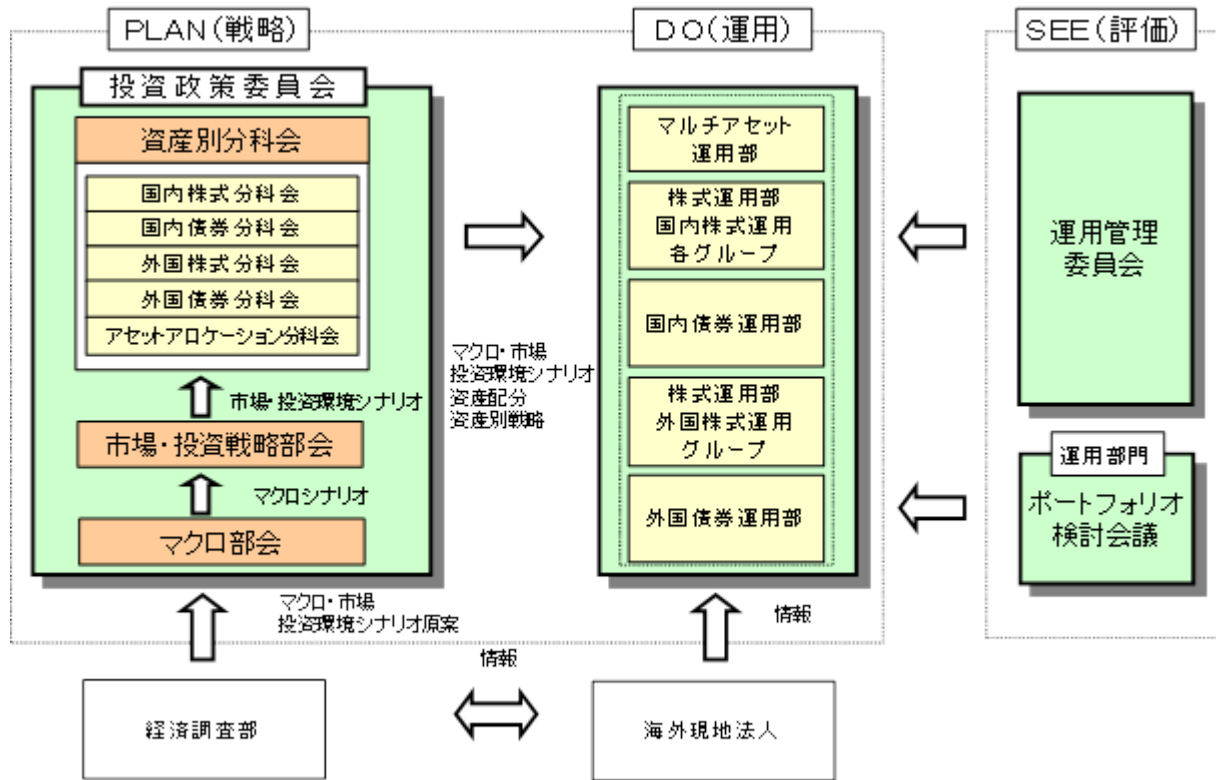 PLAN(戦略)
投資政策委員会
資産別分科会
国内株式分科会
国内債券分科会
外国株式分科会
外国債券分科会
アセットアロケーション分科会
市場・投資環境シナリオ
市場・投資戦略部会
マクロシナリオ
マクロ部会
マクロ・市場
投資環境シナリオ原案
経済調査部
マクロ・市場
投資環境シナリオ
資産配分
資産別戦略
DO(運用)
マルチアセット
運用部
株式運用部
国内株式運用
各グループ
国内債券運用部
株式運用部
外国株式運用
グループ
外国債券運用部
情報
情報
海外現地法人
SEE(評価)
運用管理
委員会
運用部門
ポートフォリオ
検討会議